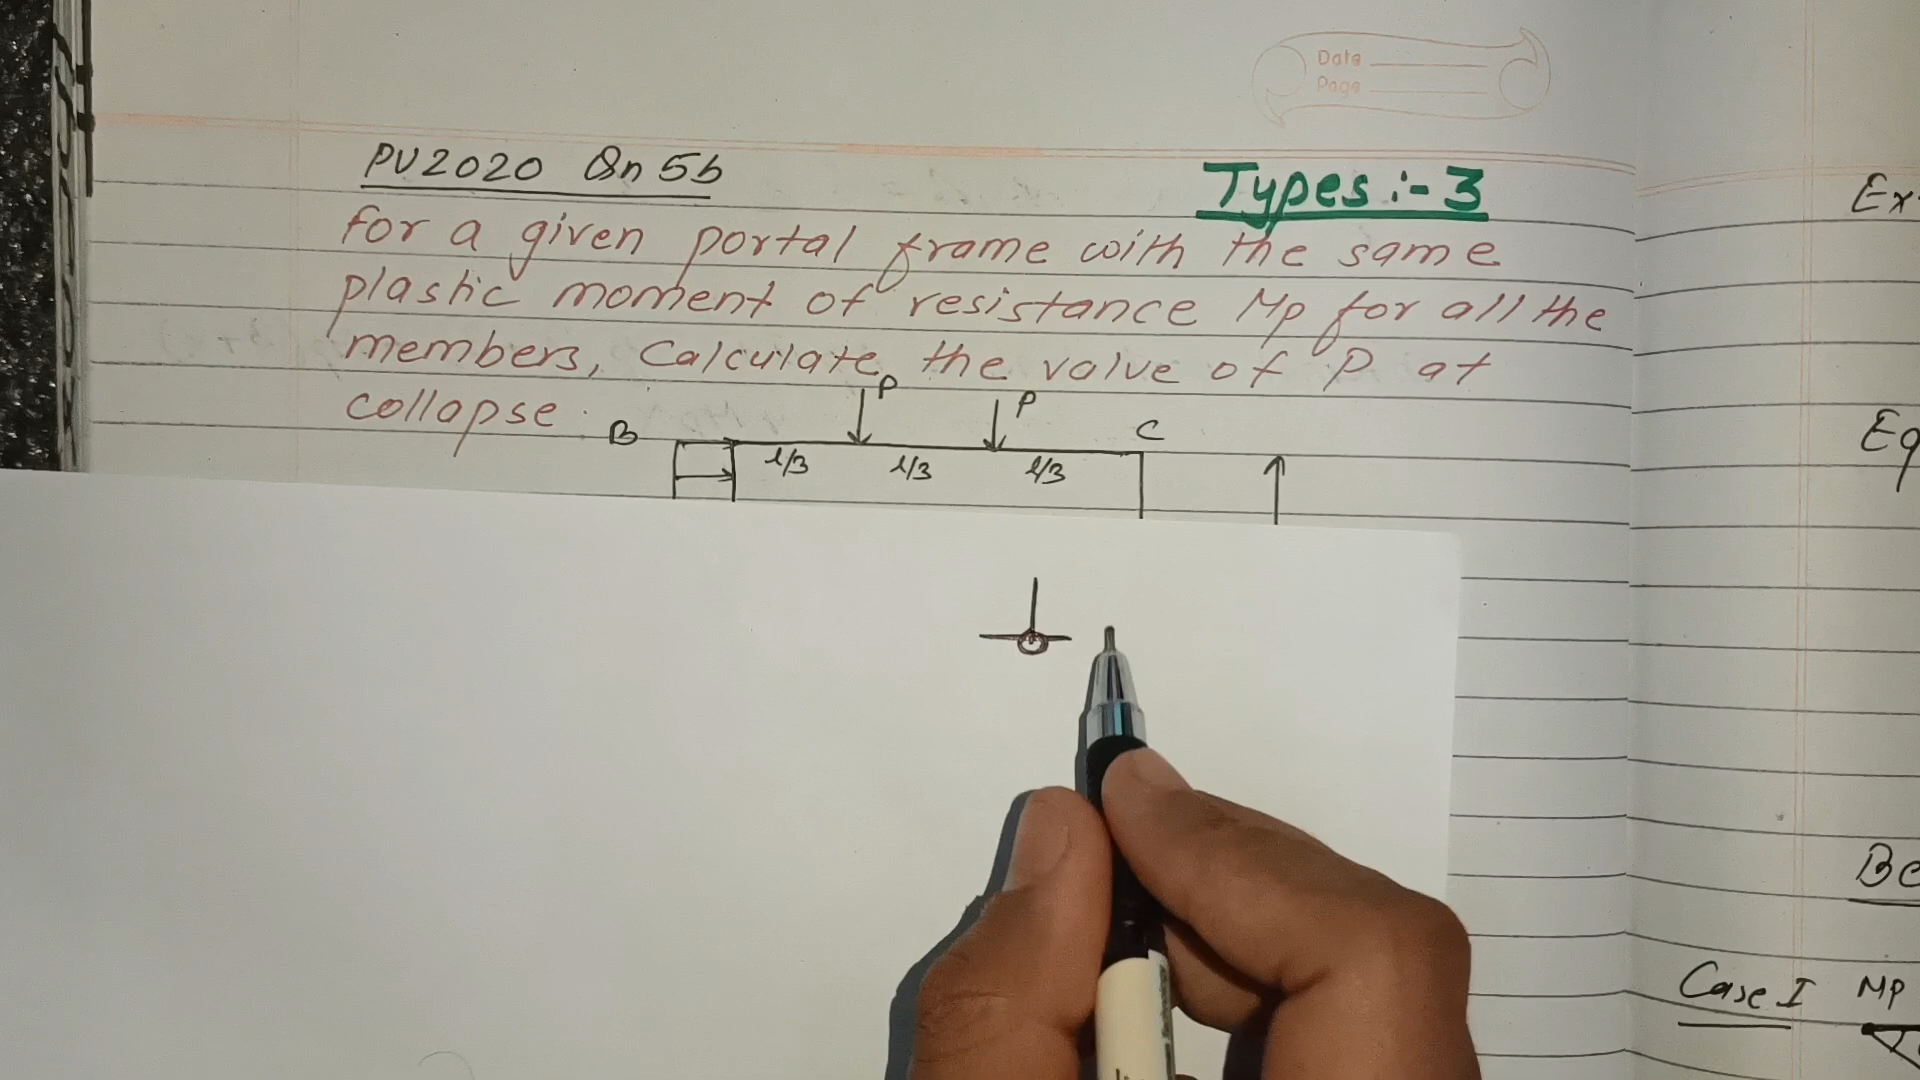 Data
Page
PU2020 Qn 5b
Types :- 3
for a given portal frame with the same
plastic moment of resistance Mp for all the
members, Calculate the value of P at
collapse.
P
P
B
C
l/3
l/3
l/3
Ex
Eq
Be
Case I MP